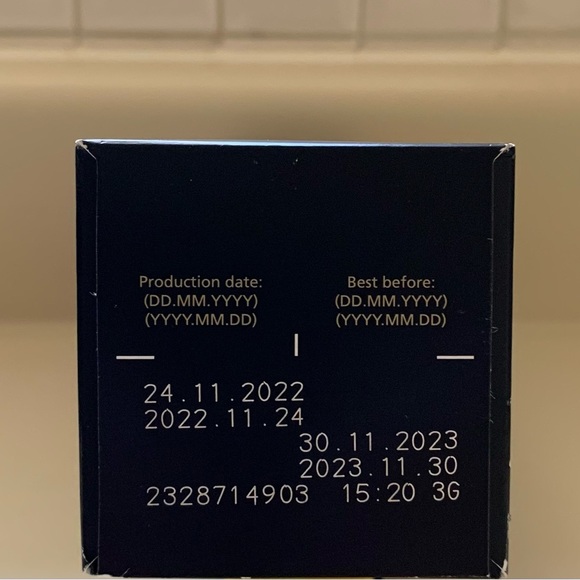 Production date:
(DD.MM.YYYY)
(YYYY.MM.DD)
Best before:
(DD.MM.YYYY)
(YYYY.MM.DD)
24.11.2022
2022.11.24
30.11.2023
2023.11.30
2328714903 15:20 3G